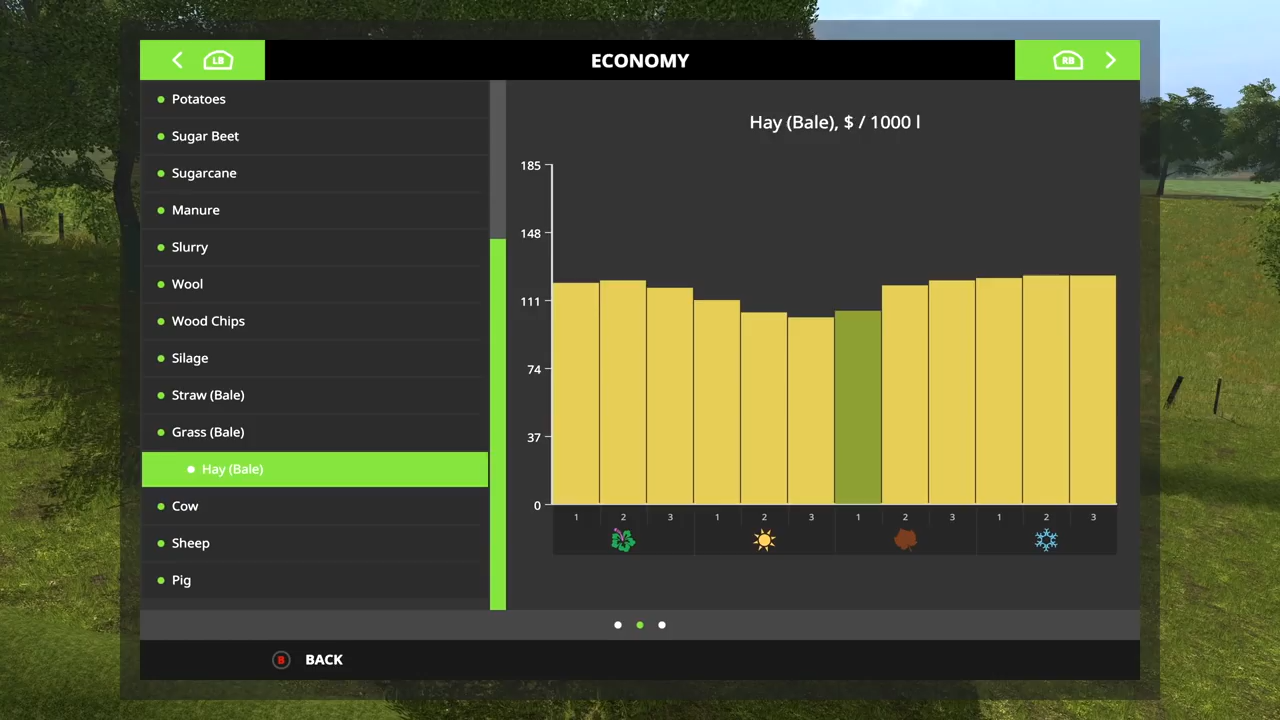 LB
ECONOMY
RB
Potatoes
Sugar Beet
Sugarcane
Manure
Slurry
Wool
Wood Chips
Silage
Straw (Bale)
Grass (Bale)
Hay (Bale)
Cow
Sheep
Pig
Hay (Bale), $ / 1000 l
185
148
111
74
37
0
1 2 3 1 2 3 1 2 3 1 2 3
B BACK